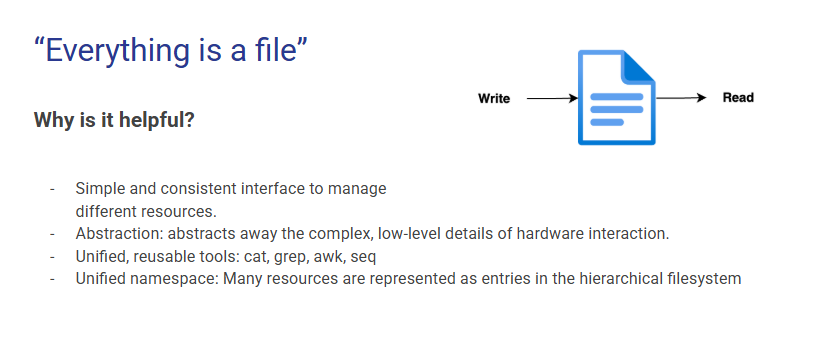 “Everything is a file”
Write
Read
Why is it helpful?
- Simple and consistent interface to manage
different resources.
- Abstraction: abstracts away the complex, low-level details of hardware interaction.
- Unified, reusable tools: cat, grep, awk, seq
- Unified namespace: Many resources are represented as entries in the hierarchical filesystem